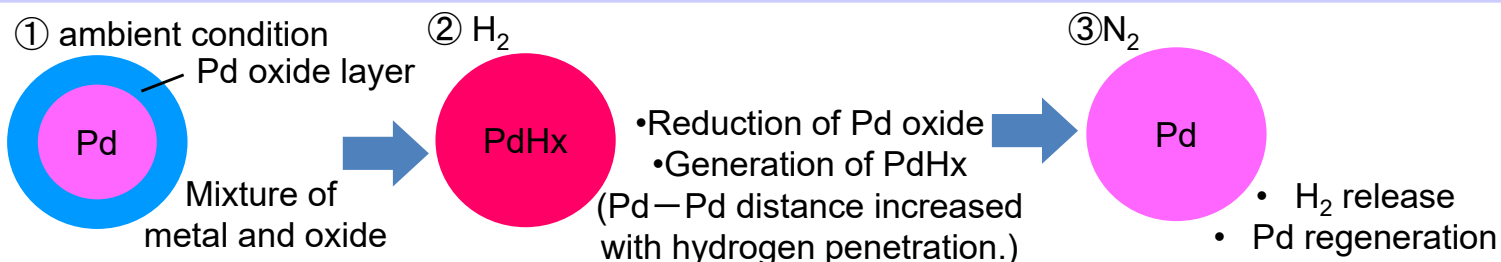 ① ambient condition
Pd oxide layer
Pd
Mixture of
metal and oxide
② H₂
PdHx
•Reduction of Pd oxide
•Generation of PdHx
(Pd－Pd distance increased
with hydrogen penetration.)
③N₂
Pd
• H₂ release
• Pd regeneration